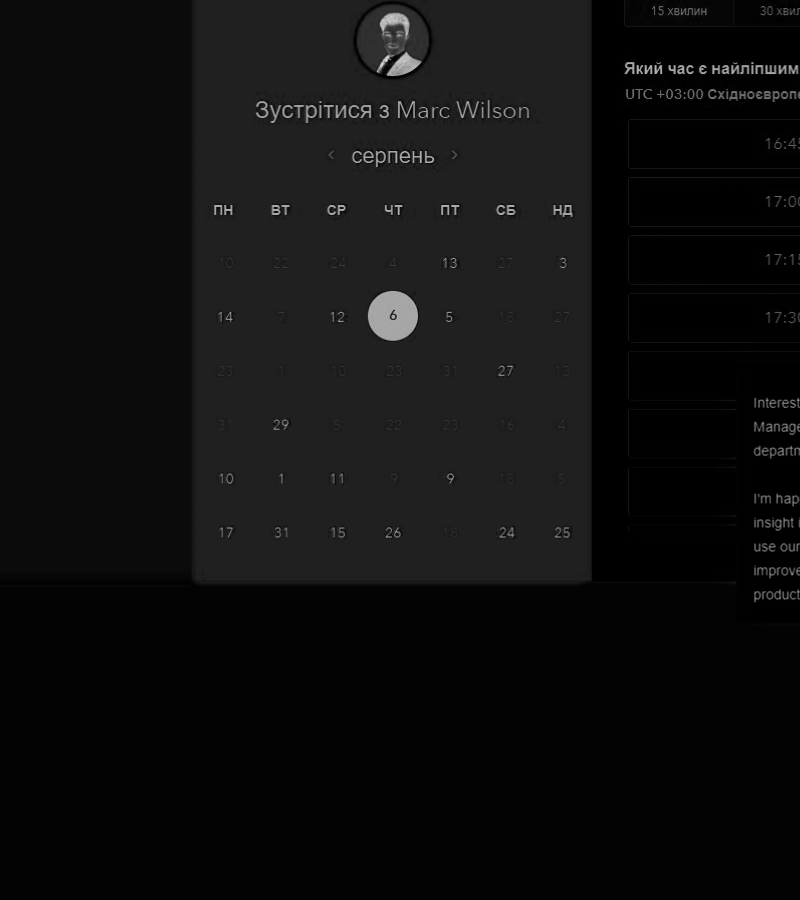 15 хвилин 30 хвил
Зустрітися з Marc Wilson
серпень
ПН ВТ СР ЧТ ПТ СБ НД
10 22 24 4 13 27 3
14 7 12 6 5 18 27
23 1 10 23 31 27 13
31 29 5 22 23 16 4
10 1 11 9 9 18 5
17 31 15 26 18 24 25
Який час є найліпшим
UTC +03:00 Східноєвропе
16:45
17:00
17:15
17:30
Interest
Manage
departm
I'm hap
insight i
use our
improve
product